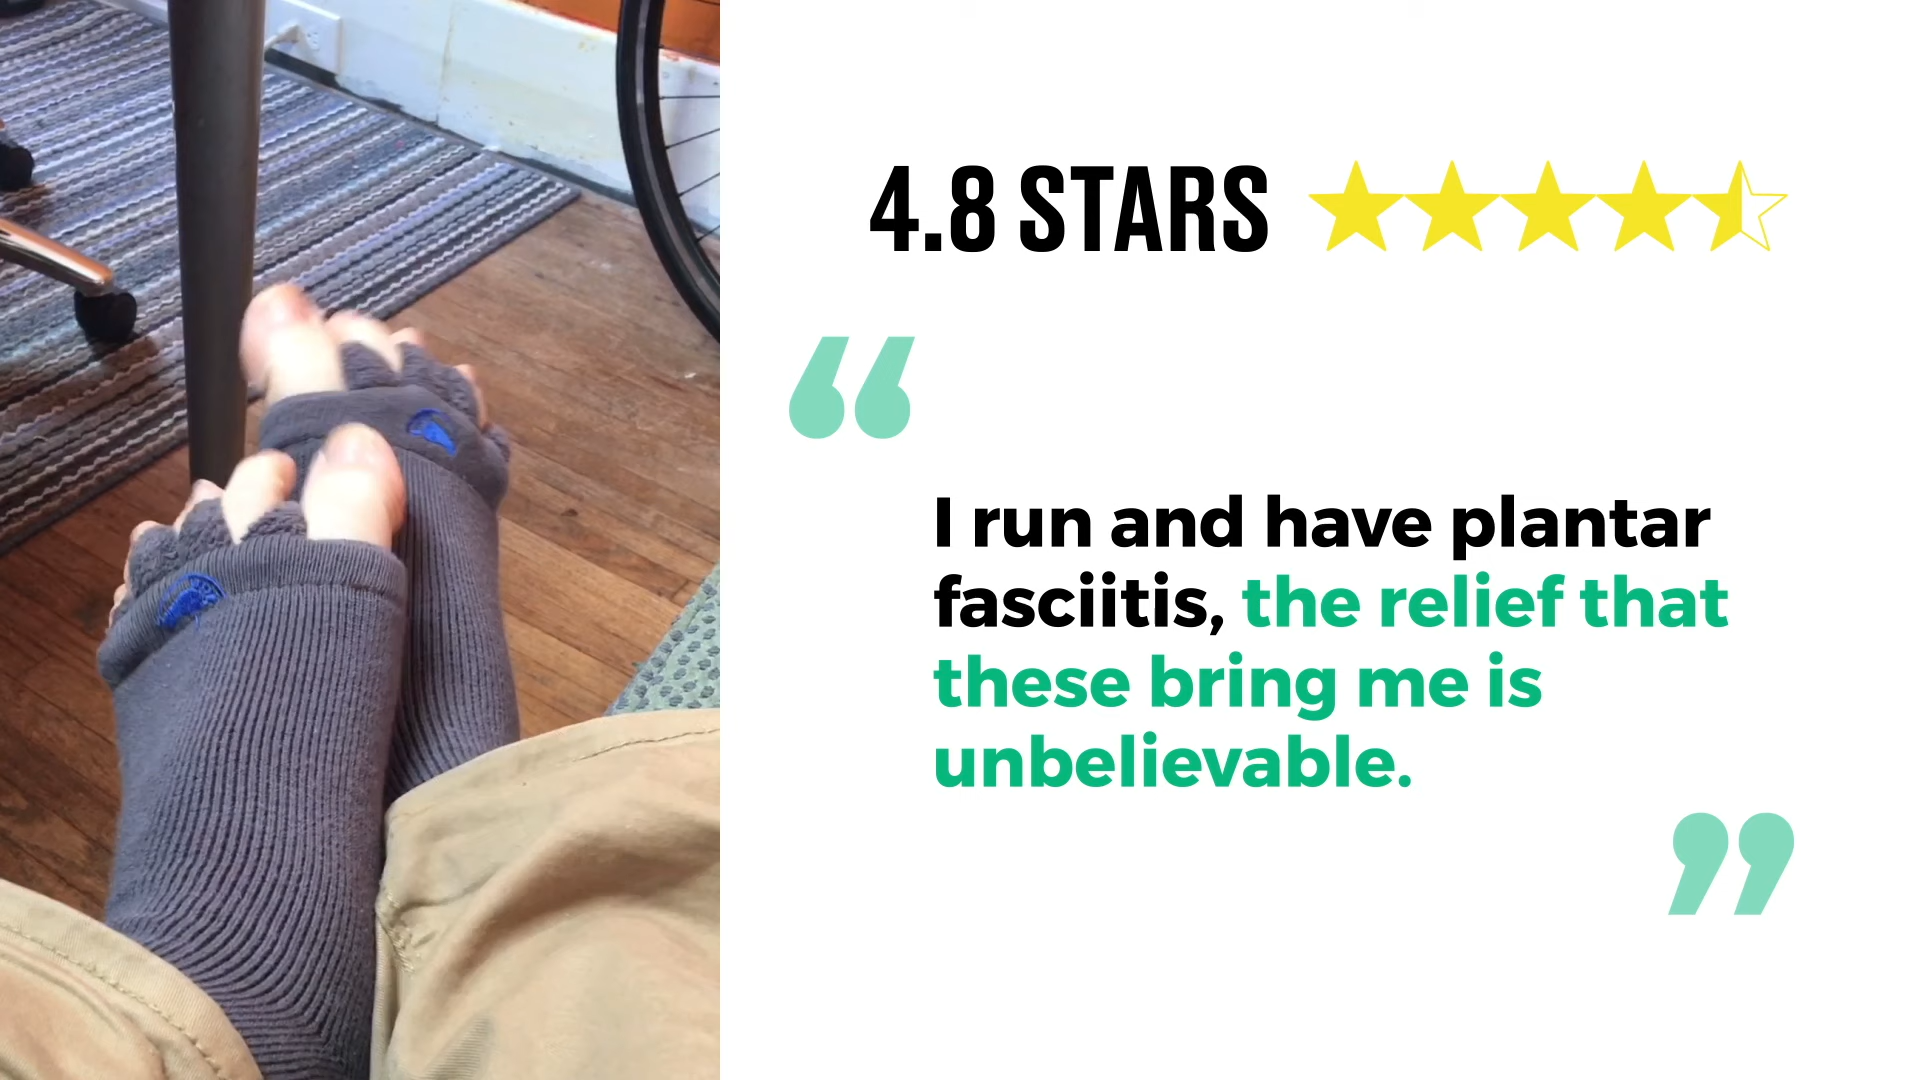 4.8 STARS
“
I run and have plantar
fasciitis, the relief that
these bring me is
unbelievable.
”